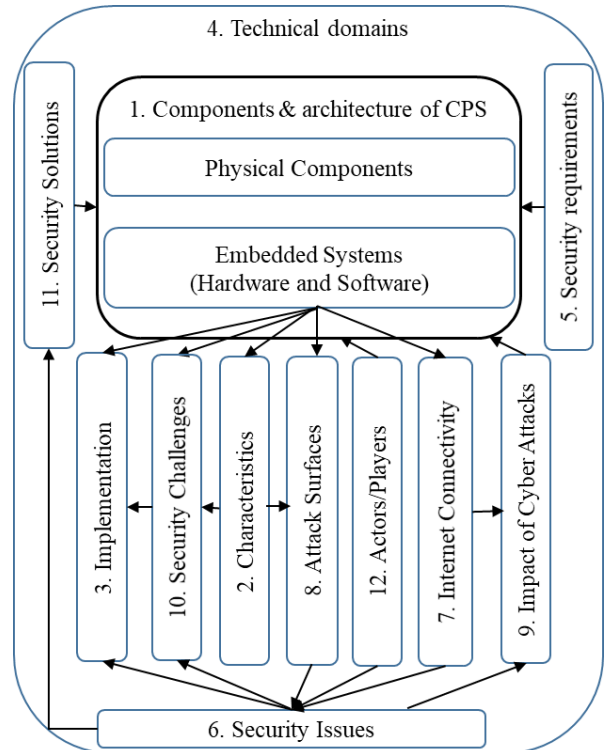 4. Technical domains
11. Security Solutions
1. Components & architecture of CPS
Physical Components
Embedded Systems
(Hardware and Software)
5. Security requirements
3. Implementation
10. Security Challenges
2. Characteristics
8. Attack Surfaces
12. Actors/Players
7. Internet Connectivity
9. Impact of Cyber Attacks
6. Security Issues